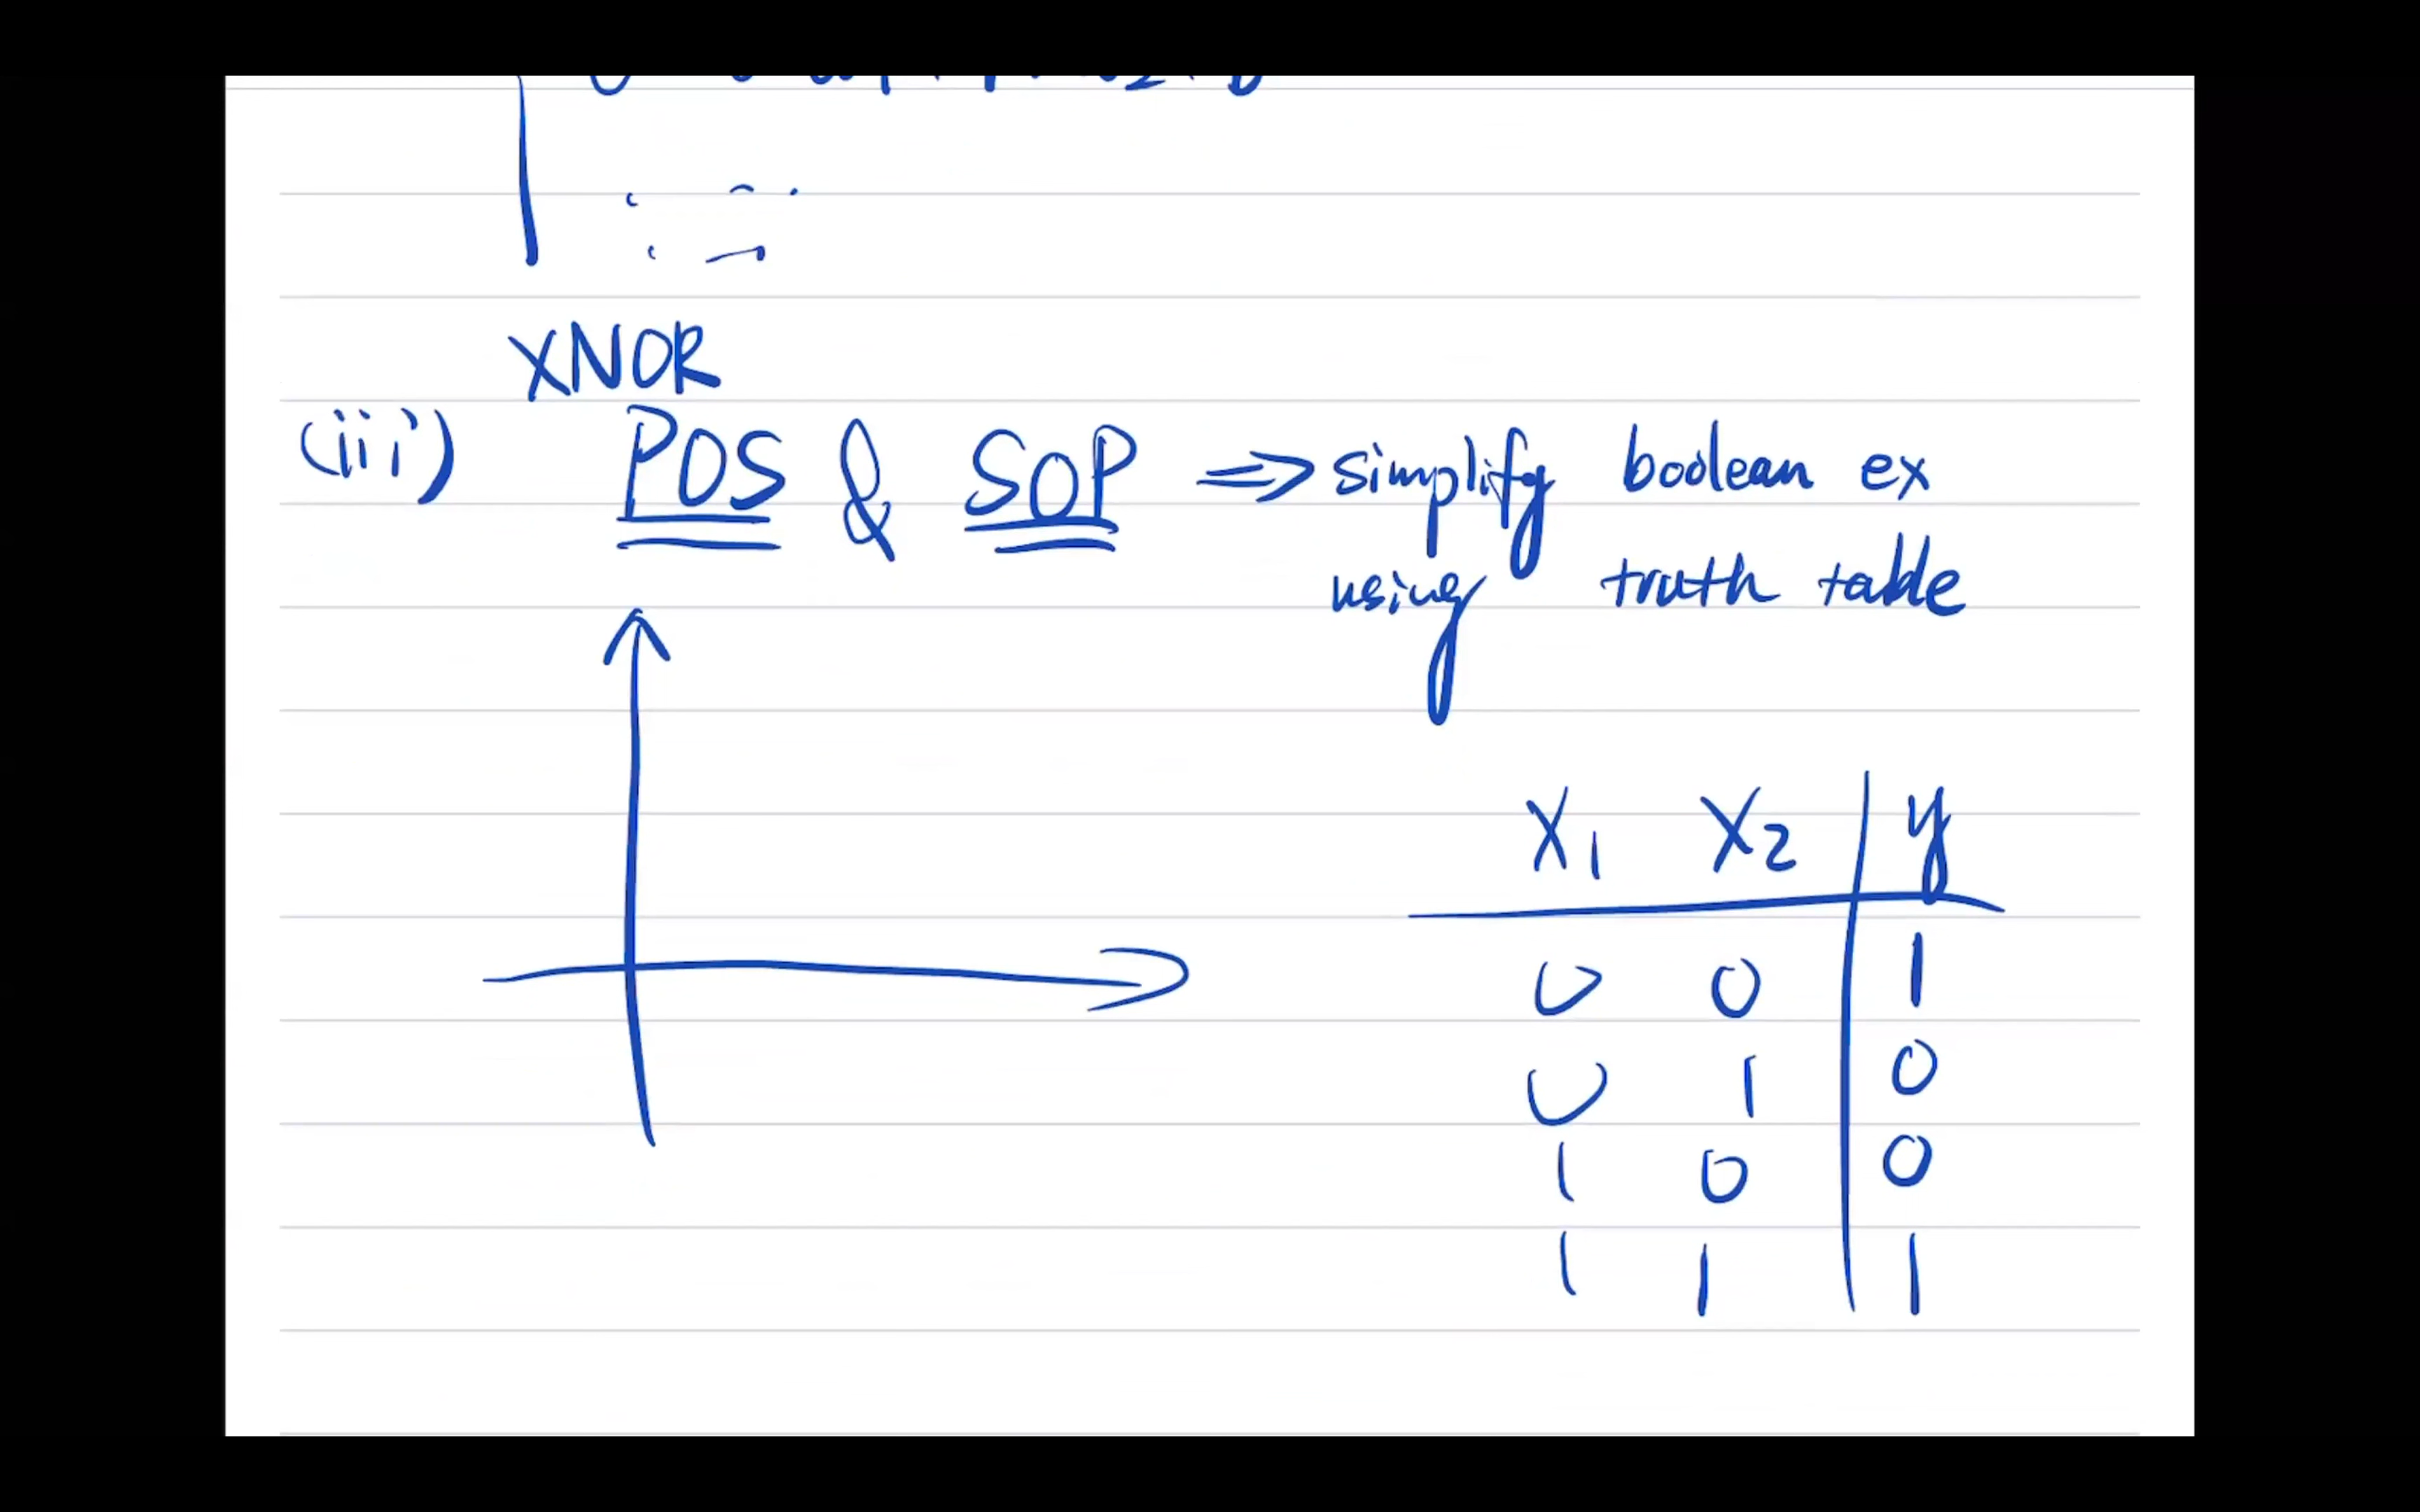 XNOR
(iii) POS & SOP ⇒ simplify boolean ex
using truth table
X1 X2 y
0 0 1
0 1 0
1 0 0
1 1 1